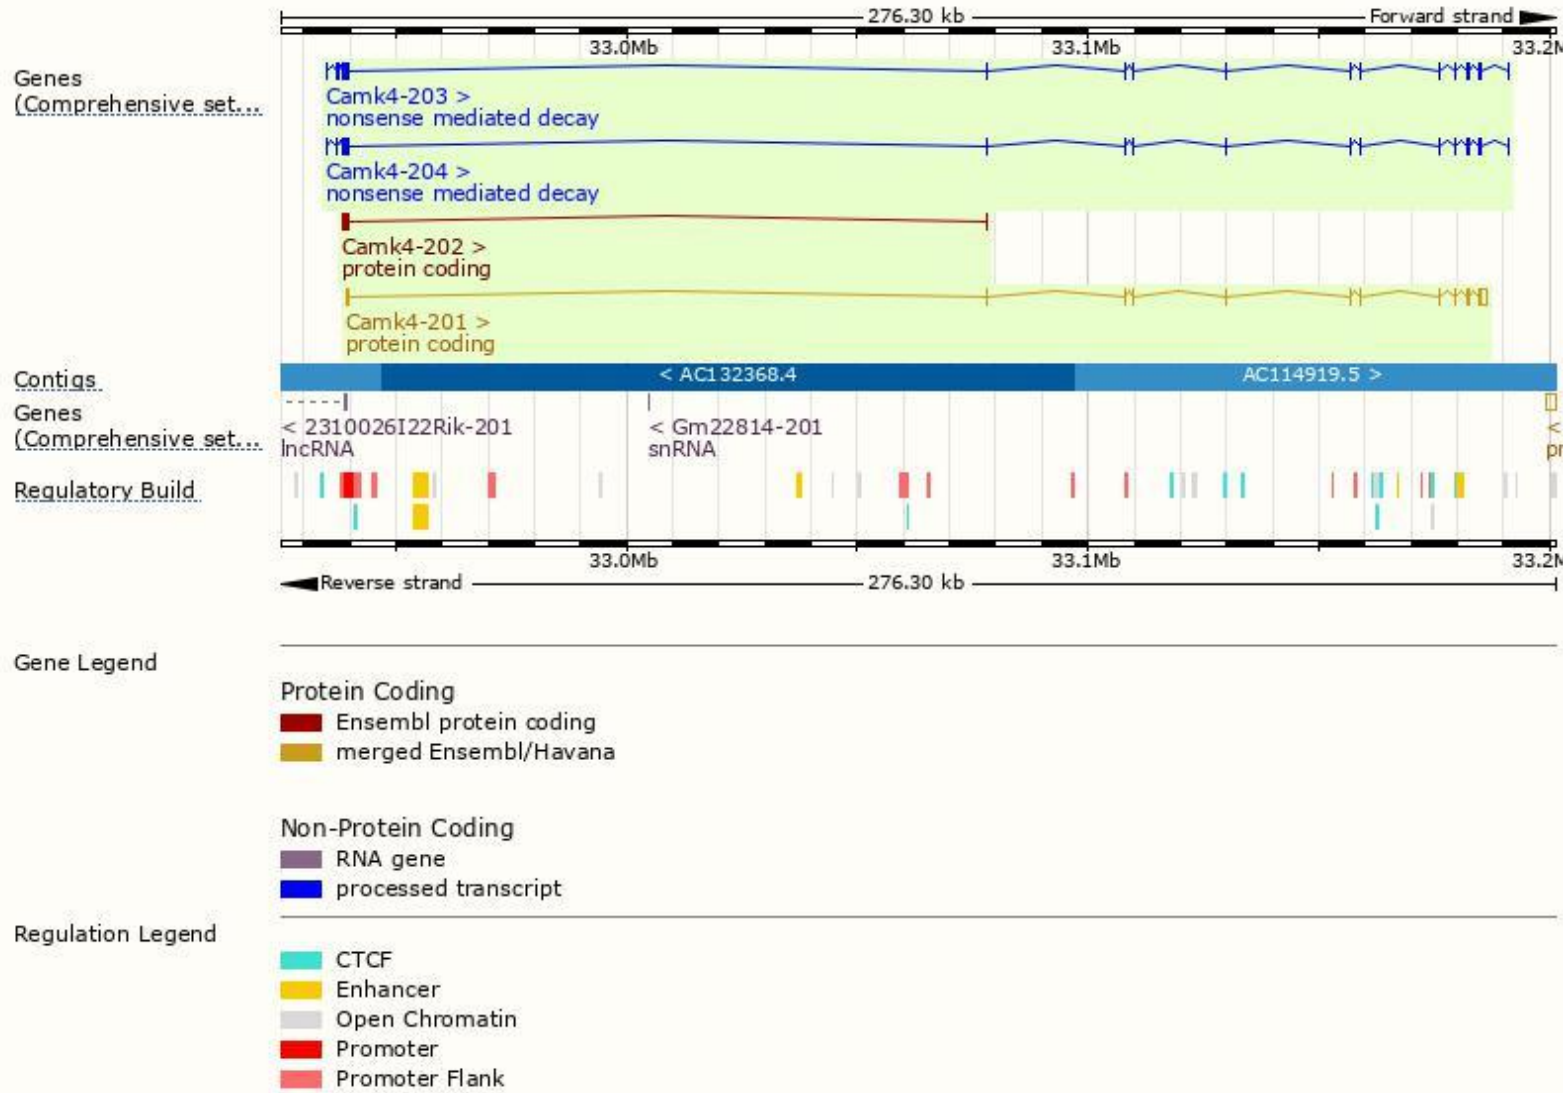 276.30 kb Forward strand
33.0Mb 33.1Mb 33.2M
Genes
(Comprehensive set...
Camk4-203 >
nonsense mediated decay
Camk4-204 >
nonsense mediated decay
Camk4-202 >
protein coding
Camk4-201 >
protein coding
Contigs
< AC132368.4 AC114919.5 >
Genes
(Comprehensive set...
< 2310026I22Rik-201 < Gm22814-201 <
lncRNA snRNA pr
Regulatory Build
33.0Mb 33.1Mb 33.2M
Reverse strand 276.30 kb
Gene Legend
Protein Coding
Ensembl protein coding
merged Ensembl/Havana
Non-Protein Coding
RNA gene
processed transcript
Regulation Legend
CTCF
Enhancer
Open Chromatin
Promoter
Promoter Flank